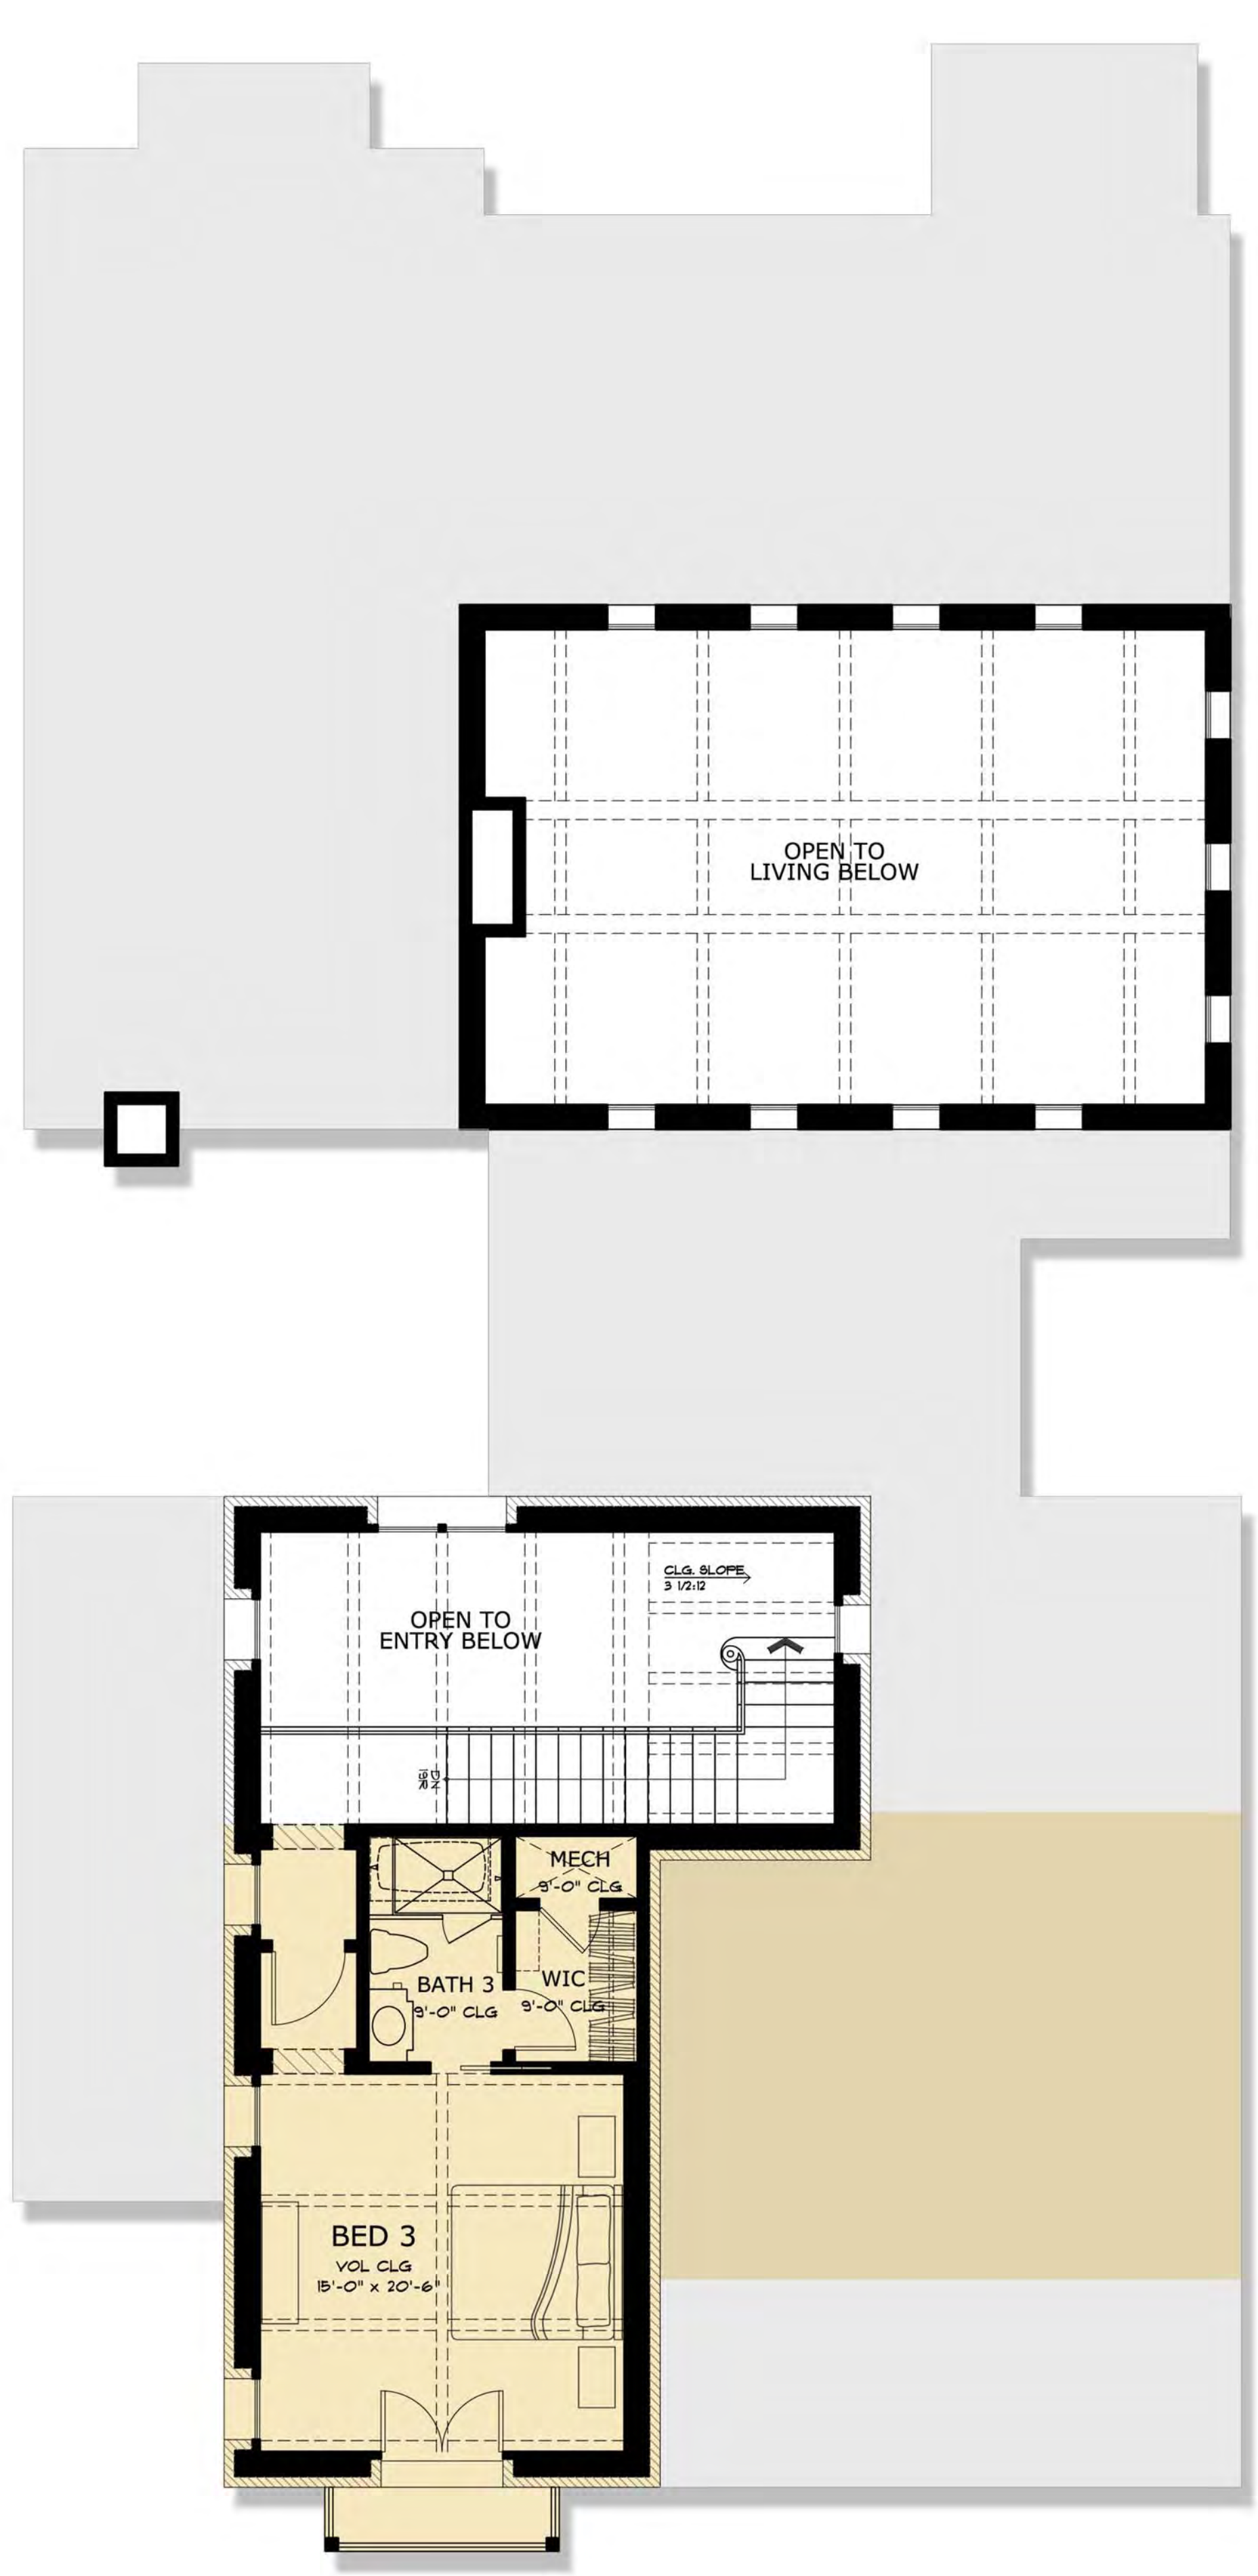 OPEN TO
LIVING BELOW
CLG. SLOPE
3 1/2:12
OPEN TO
ENTRY BELOW
DN
19R
MECH
9'-0" CLG
BATH 3
9'-0" CLG
WIC
9'-0" CLG
BED 3
VOL CLG
15'-0" x 20'-6"